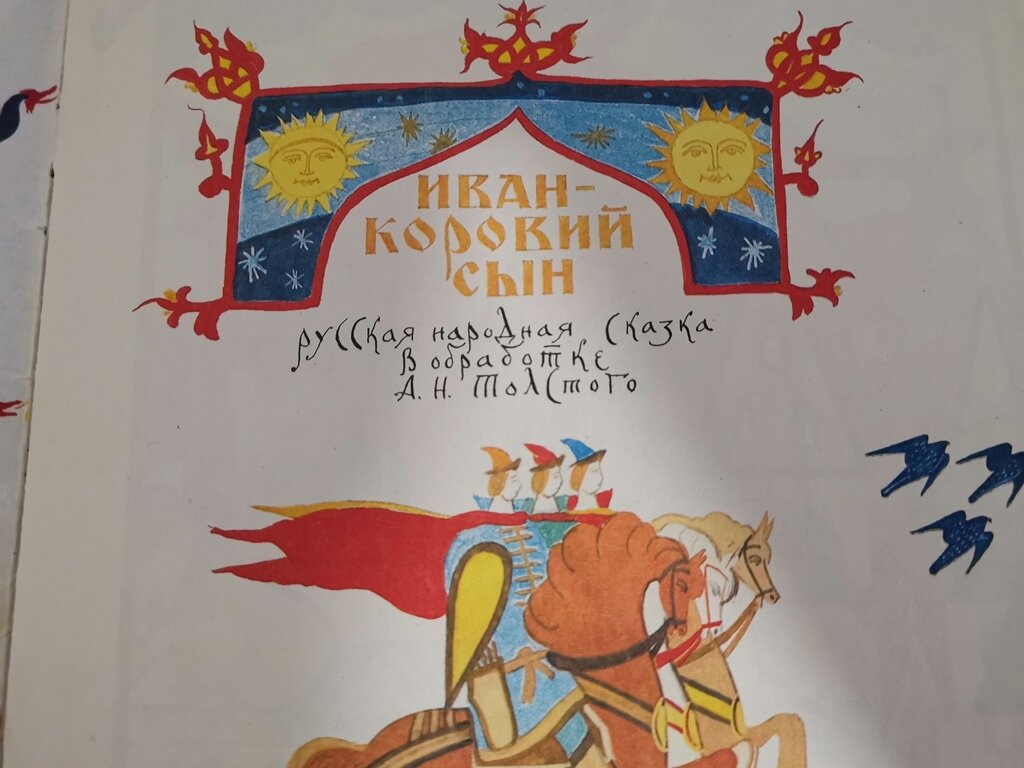 ИВАН-
КОРОВИЙ
СЫН
русская народная сказка
в обработке
А. Н. Толстого